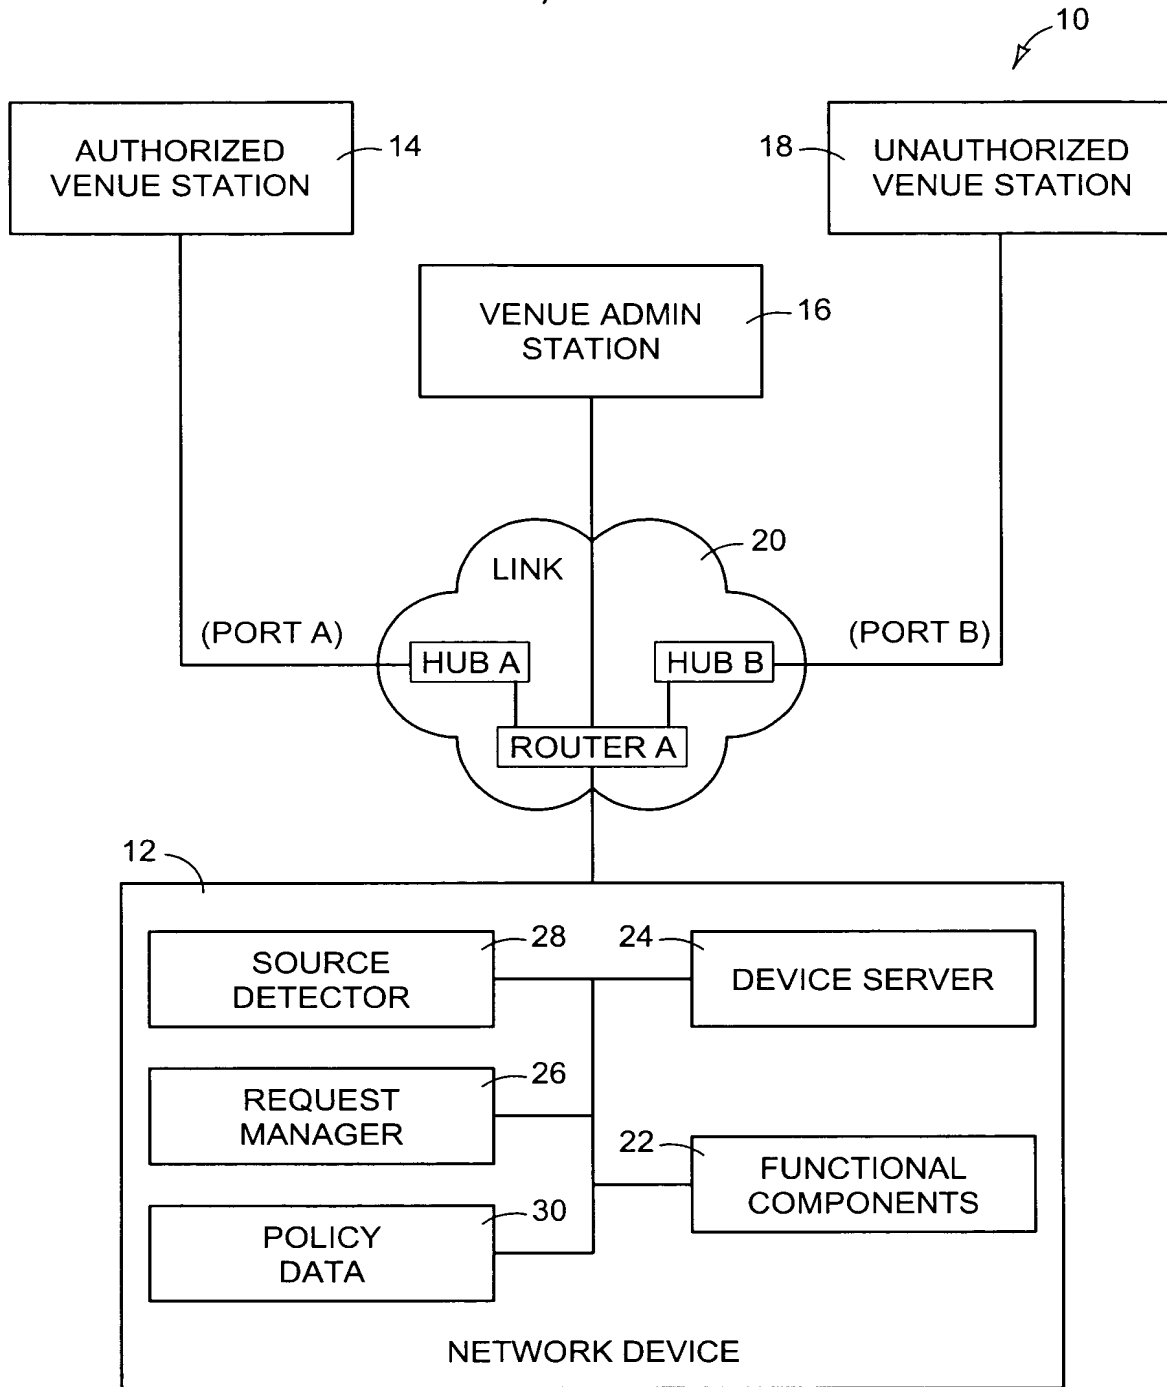 10
AUTHORIZED
VENUE STATION
14
18
UNAUTHORIZED
VENUE STATION
VENUE ADMIN
STATION
16
20
LINK
(PORT A)
(PORT B)
HUB A
HUB B
ROUTER A
12
SOURCE
DETECTOR
28
24
DEVICE SERVER
REQUEST
MANAGER
26
22
FUNCTIONAL
COMPONENTS
POLICY
DATA
30
NETWORK DEVICE